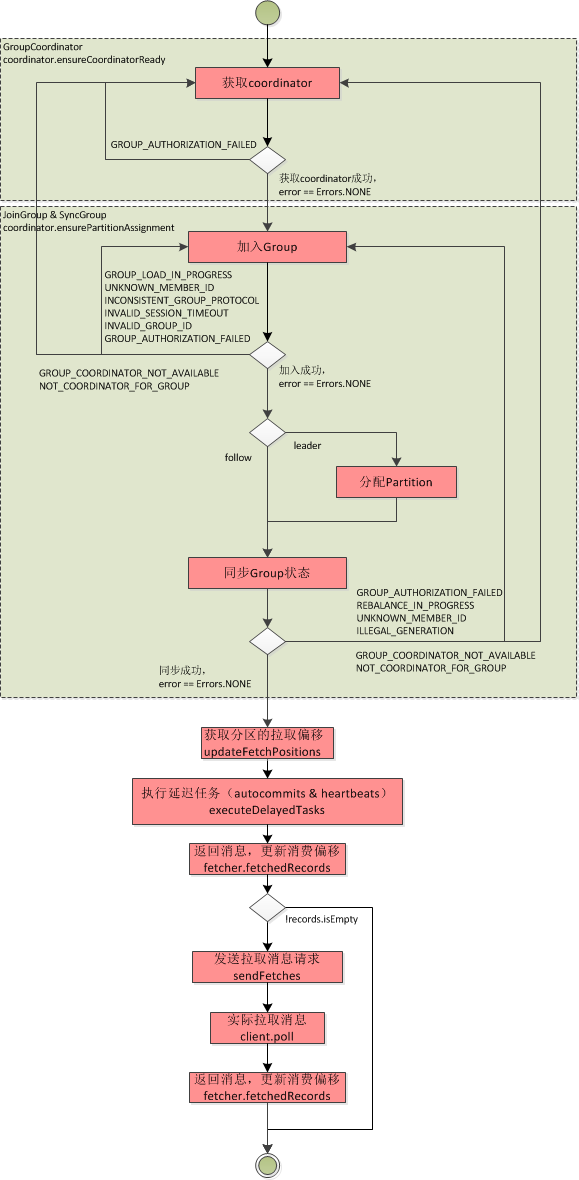 GroupCoordinator
coordinator.ensureCoordinatorReady
获取coordinator
GROUP_AUTHORIZATION_FAILED
获取coordinator成功，
error == Errors.NONE
JoinGroup & SyncGroup
coordinator.ensurePartitionAssignment
加入Group
GROUP_LOAD_IN_PROGRESS
UNKNOWN_MEMBER_ID
INCONSISTENT_GROUP_PROTOCOL
INVALID_SESSION_TIMEOUT
INVALID_GROUP_ID
GROUP_AUTHORIZATION_FAILED
GROUP_COORDINATOR_NOT_AVAILABLE
NOT_COORDINATOR_FOR_GROUP
加入成功，
error == Errors.NONE
leader
follow
分配Partition
同步Group状态
GROUP_AUTHORIZATION_FAILED
REBALANCE_IN_PROGRESS
UNKNOWN_MEMBER_ID
ILLEGAL_GENERATION
GROUP_COORDINATOR_NOT_AVAILABLE
NOT_COORDINATOR_FOR_GROUP
同步成功，
error == Errors.NONE
获取分区的拉取偏移
updateFetchPositions
执行延迟任务（autocommits & heartbeats）
executeDelayedTasks
返回消息，更新消费偏移
fetcher.fetchedRecords
!records.isEmpty
发送拉取消息请求
sendFetches
实际拉取消息
client.poll
返回消息，更新消费偏移
fetcher.fetchedRecords